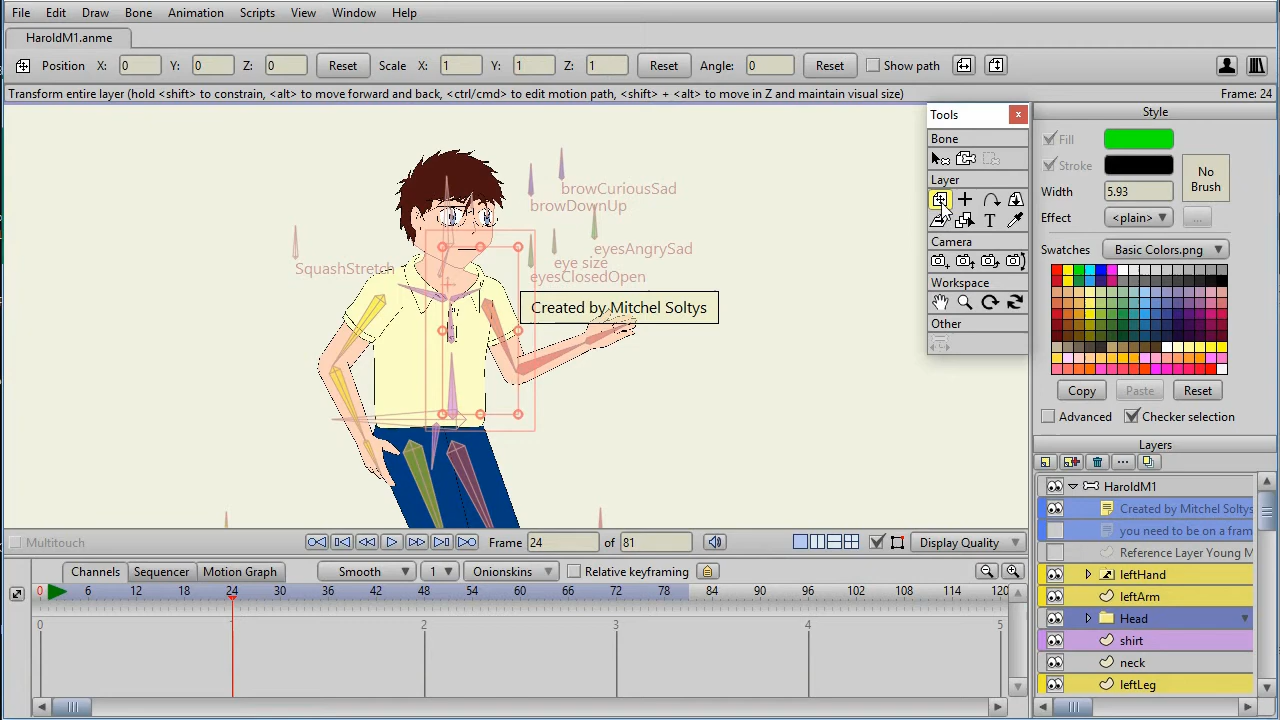 File Edit Draw Bone Animation Scripts View Window Help
HaroldM1.anme
Position X: 0 Y: 0 Z: 0 Reset Scale X: 1 Y: 1 Z: 1 Reset Angle: 0 Reset Show path
Transform entire layer (hold <shift> to constrain, <alt> to move forward and back, <ctrl/cmd> to edit motion path, <shift> + <alt> to move in Z and maintain visual size) Frame: 24
Tools
Bone
Layer
Camera
Workspace
Other
Style
Fill
Stroke
No
Brush
Width 5.93
Effect <plain> ...
Swatches Basic Colors.png
Copy Paste Reset
Advanced Checker selection
Layers
HaroldM1
Created by Mitchel Soltys
you need to be on a fram
Reference Layer Young M
leftHand
leftArm
Head
shirt
neck
leftLeg
browCuriousSad
browDownUp
eyesAngrySad
eye size
eyesClosedOpen
SquashStretch
Created by Mitchel Soltys
Multitouch Frame 24 of 81 Display Quality
Channels Sequencer Motion Graph Smooth 1 Onionskins Relative keyframing
0 6 12 18 24 30 36 42 48 54 60 66 72 78 84 90 96 102 108 114 120
0 1 2 3 4 5